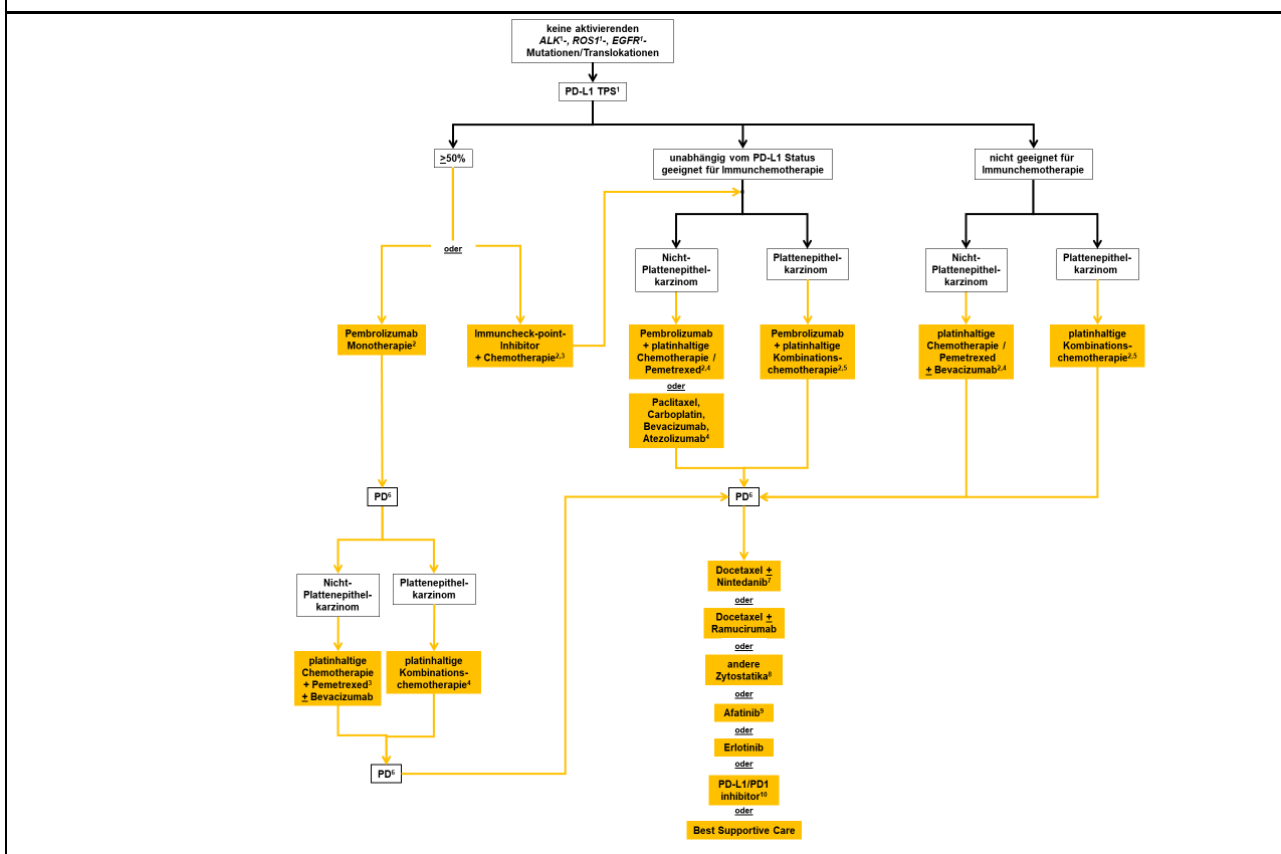 keine aktivierenden
ALK¹-, ROS1¹-, EGFR¹-
Mutationen/Translokationen
PD-L1 TPS¹
≥50%
unabhängig vom PD-L1 Status
geeignet für Immunchemotherapie
nicht geeignet für
Immunchemotherapie
oder
Nicht-
Plattenepithel-
karzinom
Plattenepithel-
karzinom
Nicht-
Plattenepithel-
karzinom
Plattenepithel-
karzinom
Pembrolizumab
Monotherapie²
Immuncheck-point-
Inhibitor
+ Chemotherapie²,³
Pembrolizumab
+ platinhaltige
Chemotherapie /
Pemetrexed²,⁴
oder
Paclitaxel,
Carboplatin,
Bevacizumab,
Atezolizumab⁴
Pembrolizumab
+ platinhaltige
Kombinations-
chemotherapie²,⁵
platinhaltige
Chemotherapie /
Pemetrexed
± Bevacizumab²,⁴
platinhaltige
Kombinations-
chemotherapie²,⁵
PD⁶
PD⁶
Nicht-
Plattenepithel-
karzinom
Plattenepithel-
karzinom
platinhaltige
Chemotherapie
+ Pemetrexed³
± Bevacizumab
platinhaltige
Kombinations-
chemotherapie⁴
PD⁶
Docetaxel ±
Nintedanib⁷
oder
Docetaxel ±
Ramucirumab
oder
andere
Zytostatika⁸
oder
Afatinib⁹
oder
Erlotinib
oder
PD-L1/PD1
inhibitor¹⁰
oder
Best Supportive Care